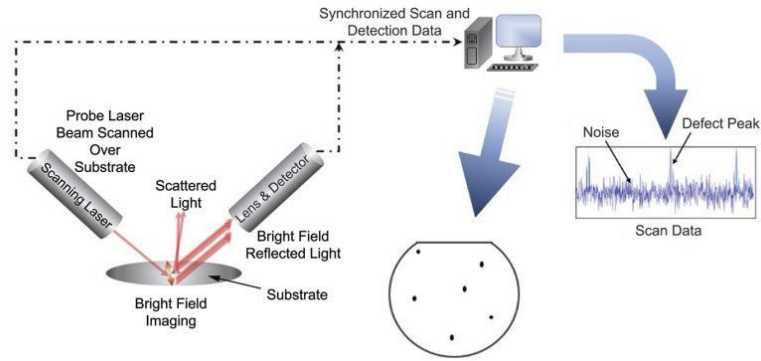 Synchronized Scan and
Detection Data
Probe Laser
Beam Scanned
Over
Substrate
Scanning Laser
Scattered
Light
Lens & Detector
Bright Field
Reflected Light
Substrate
Bright Field
Imaging
Noise
Defect Peak
Scan Data